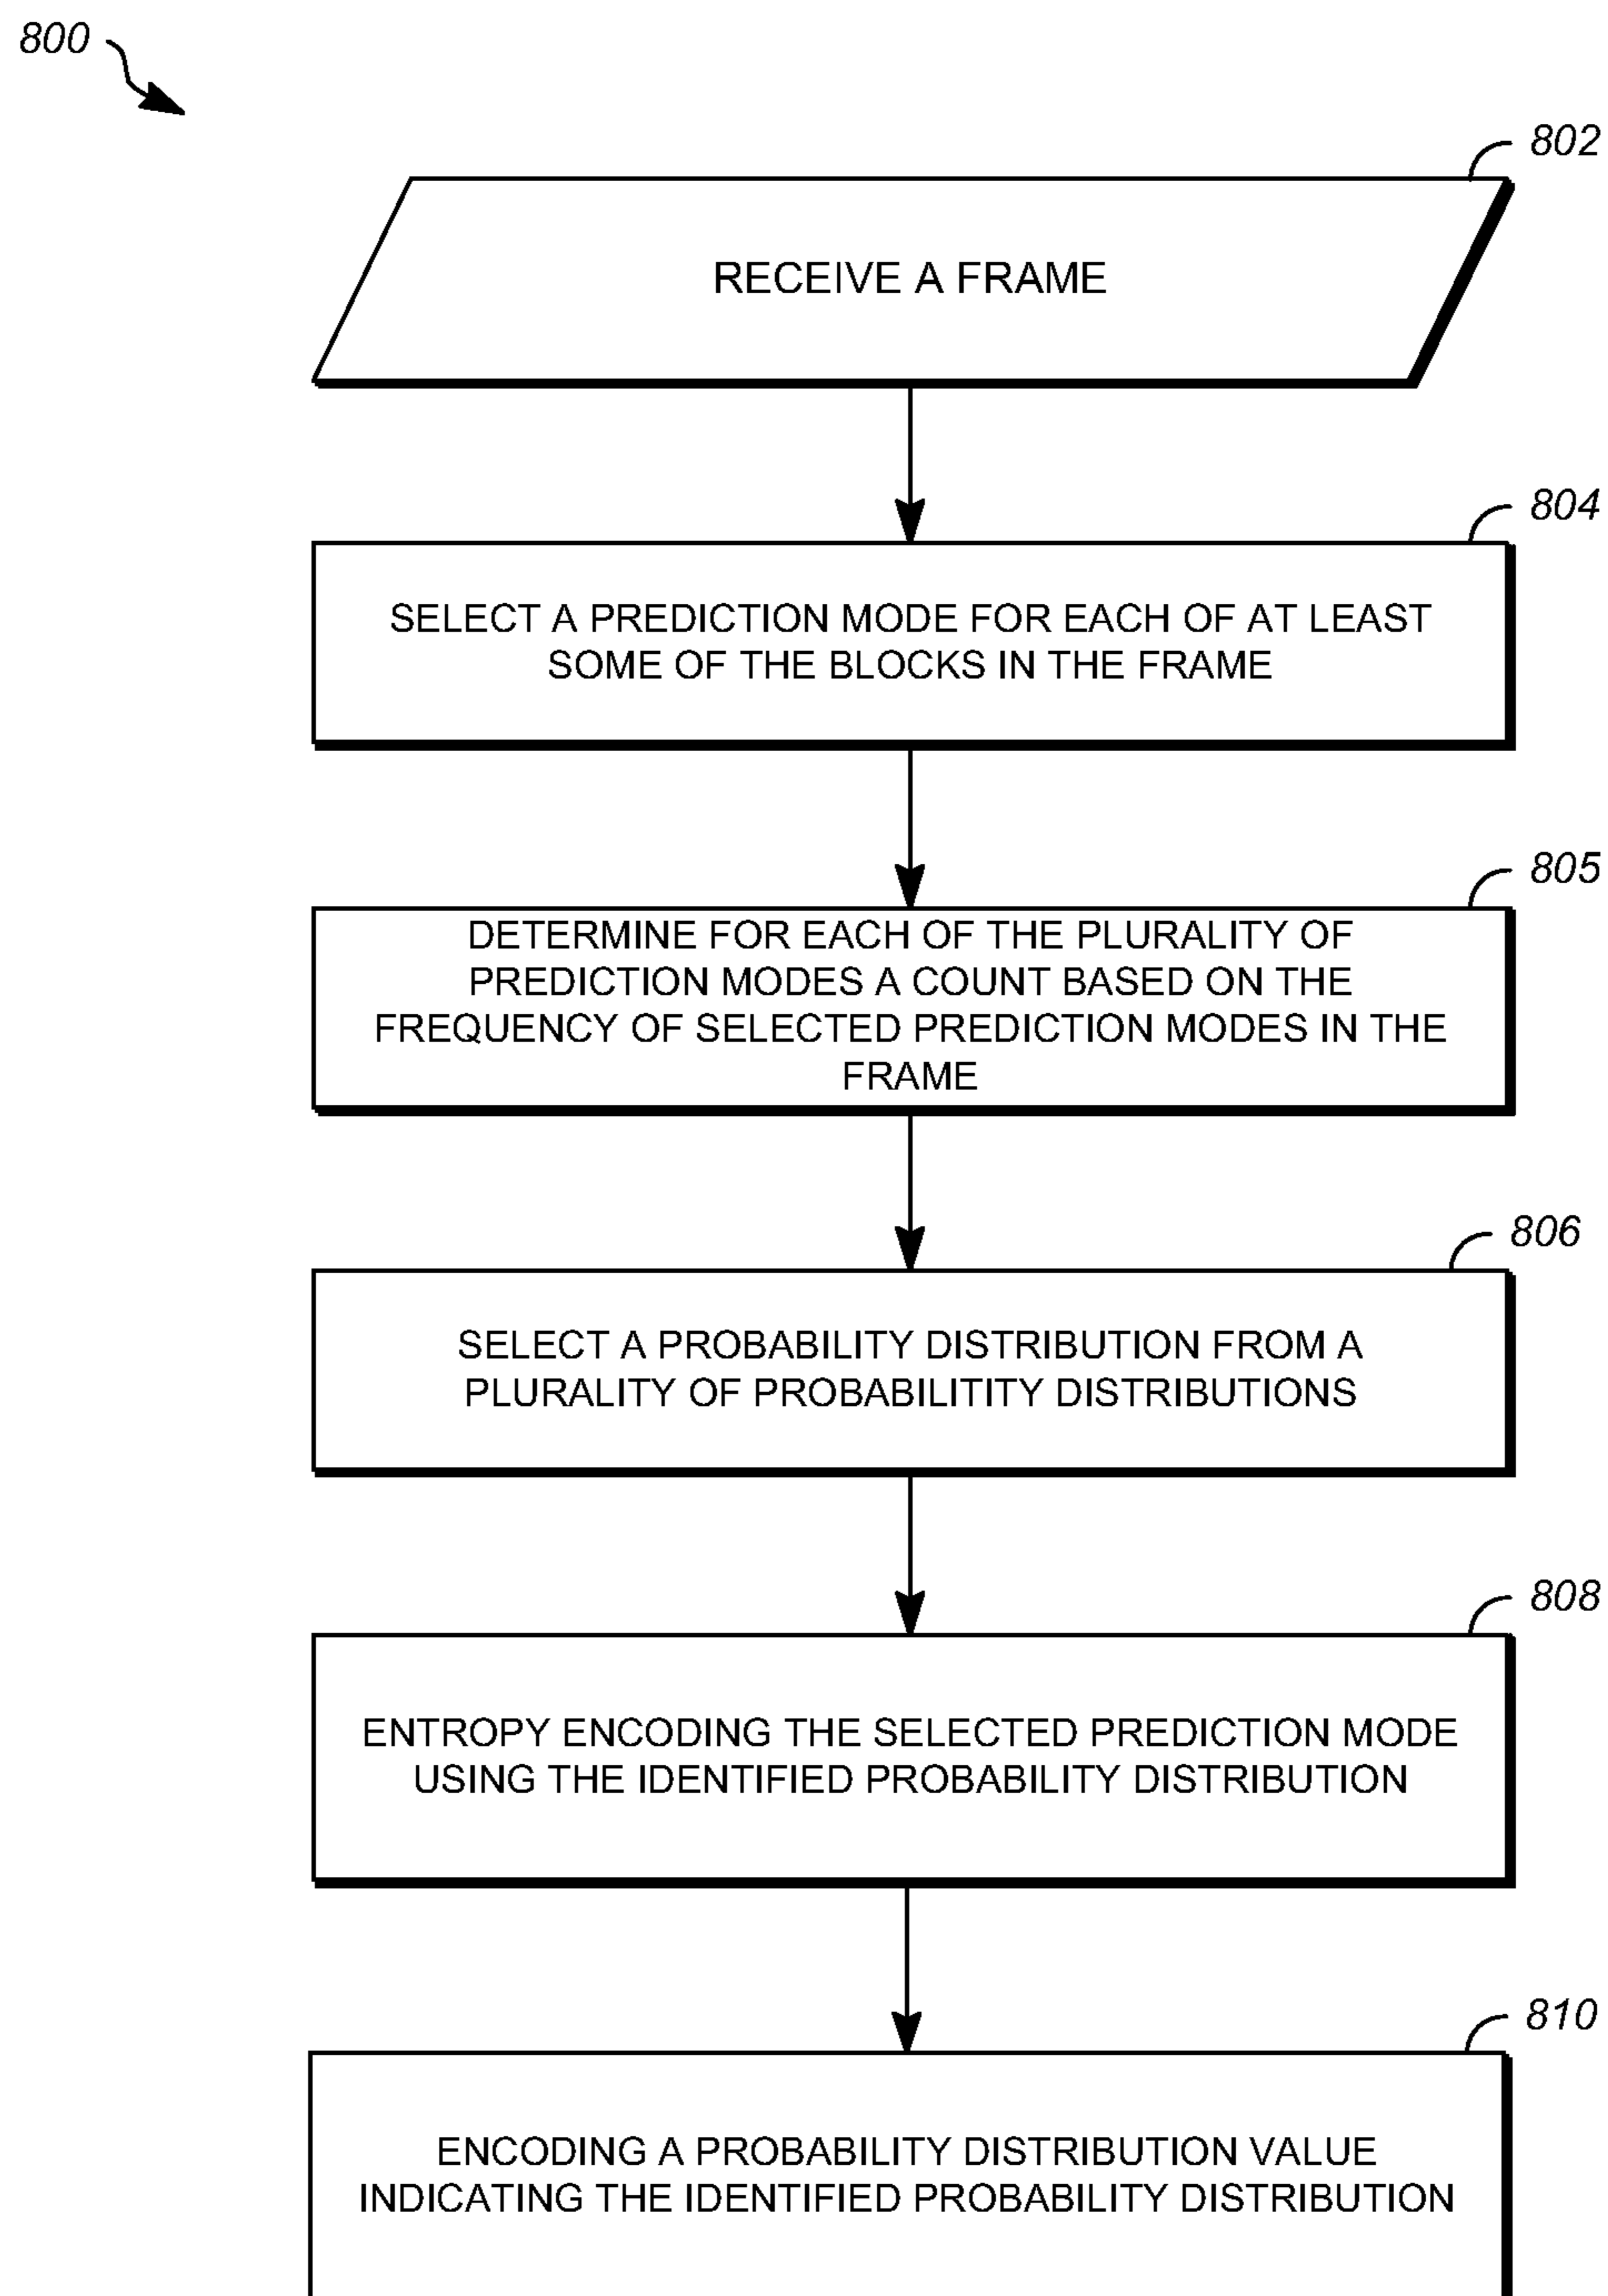 800
802
RECEIVE A FRAME
804
SELECT A PREDICTION MODE FOR EACH OF AT LEAST
SOME OF THE BLOCKS IN THE FRAME
805
DETERMINE FOR EACH OF THE PLURALITY OF
PREDICTION MODES A COUNT BASED ON THE
FREQUENCY OF SELECTED PREDICTION MODES IN THE
FRAME
806
SELECT A PROBABILITY DISTRIBUTION FROM A
PLURALITY OF PROBABILITITY DISTRIBUTIONS
808
ENTROPY ENCODING THE SELECTED PREDICTION MODE
USING THE IDENTIFIED PROBABILITY DISTRIBUTION
810
ENCODING A PROBABILITY DISTRIBUTION VALUE
INDICATING THE IDENTIFIED PROBABILITY DISTRIBUTION